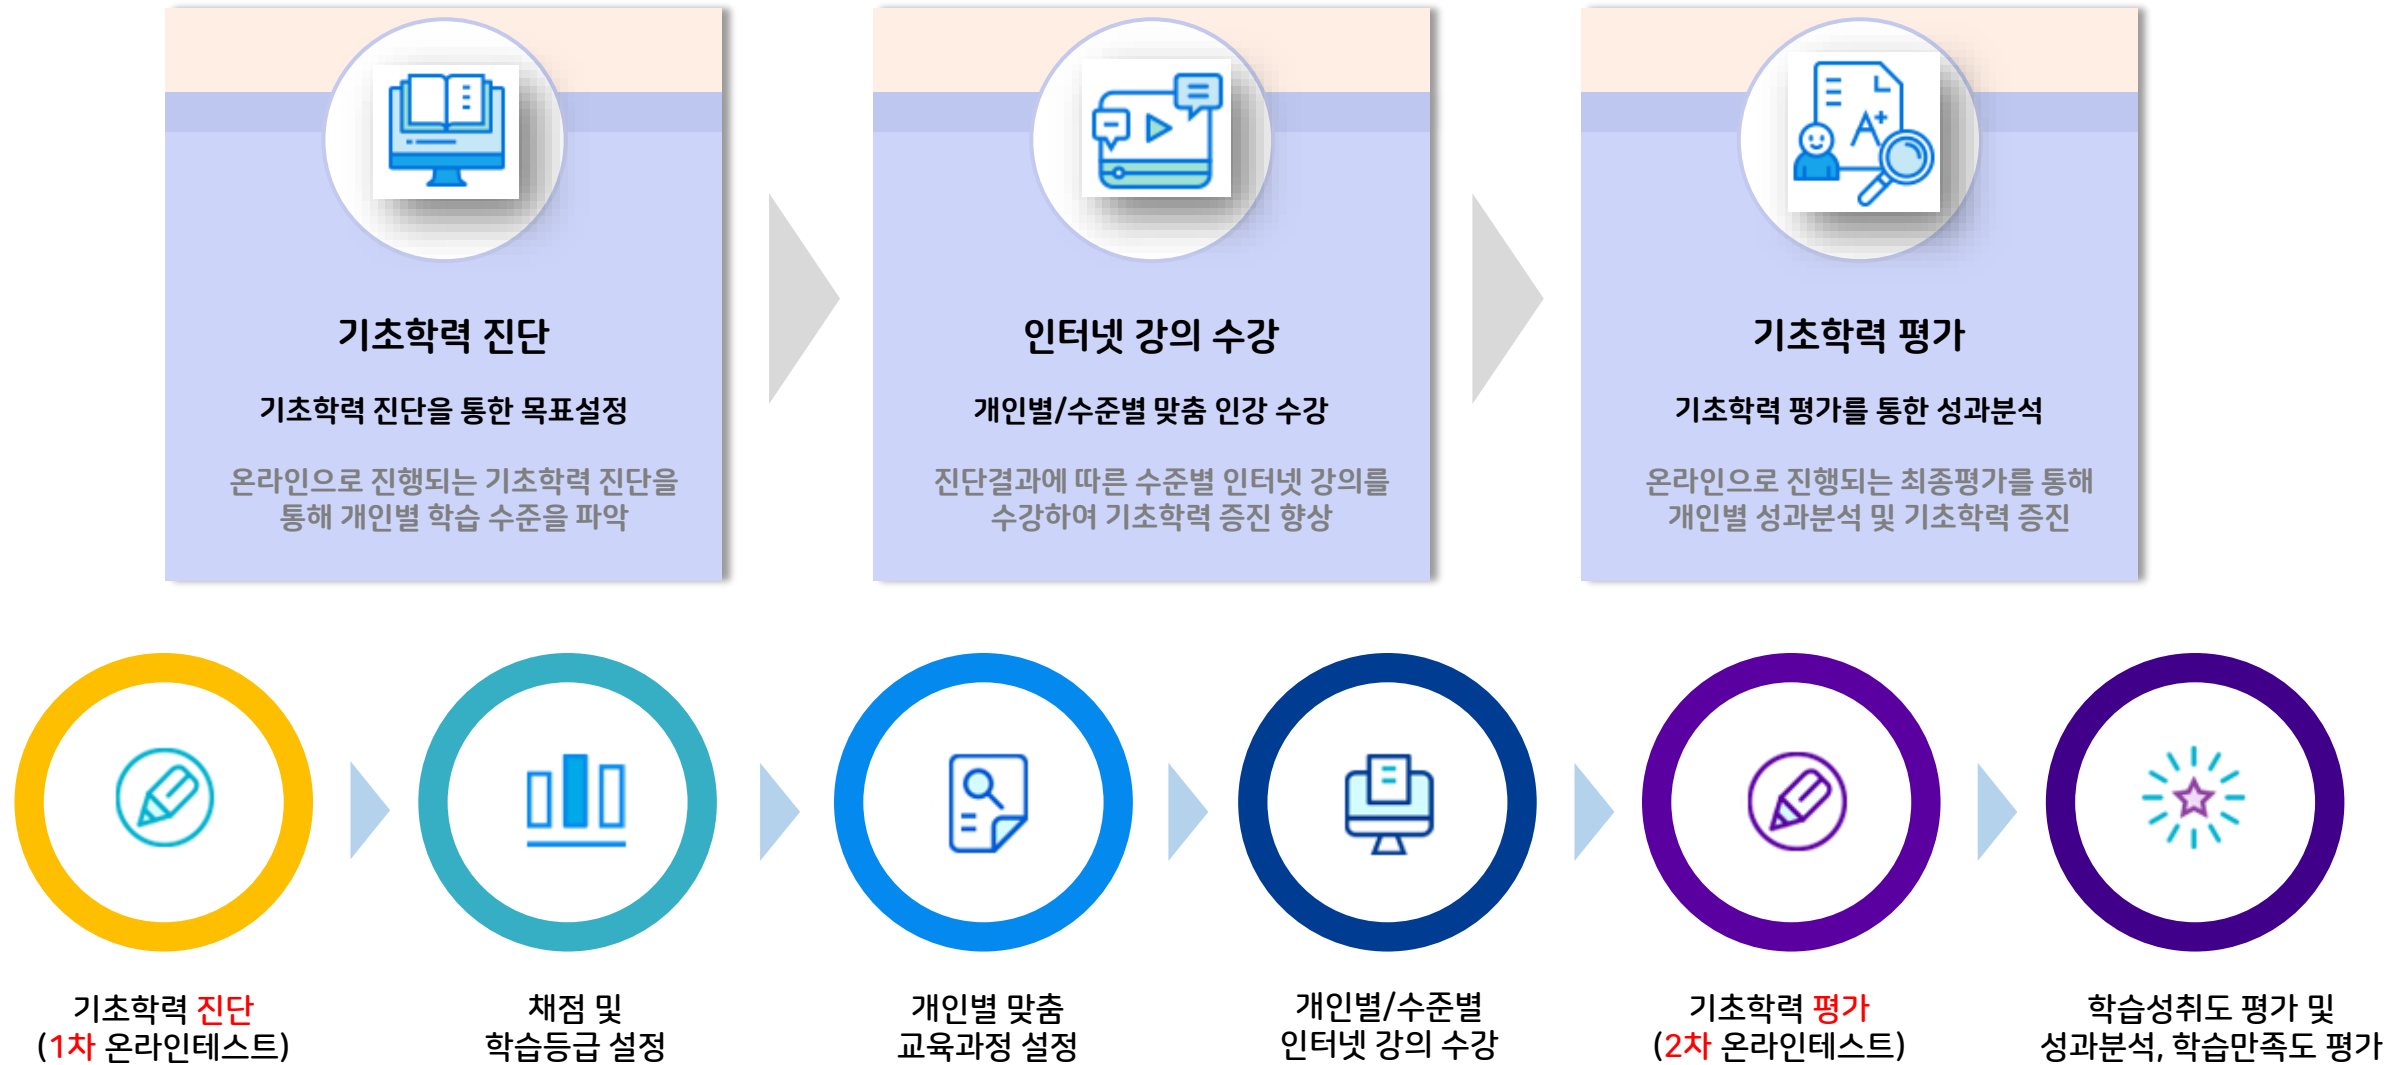 기초학력 진단
기초학력 진단을 통한 목표설정
온라인으로 진행되는 기초학력 진단을
통해 개인별 학습 수준을 파악
인터넷 강의 수강
개인별/수준별 맞춤 인강 수강
진단결과에 따른 수준별 인터넷 강의를
수강하여 기초학력 증진 향상
A+
기초학력 평가
기초학력 평가를 통한 성과분석
온라인으로 진행되는 최종평가를 통해
개인별 성과분석 및 기초학력 증진
기초학력 진단
(1차 온라인테스트)
채점 및
학습등급 설정
개인별 맞춤
교육과정 설정
개인별/수준별
인터넷 강의 수강
기초학력 평가
(2차 온라인테스트)
학습성취도 평가 및
성과분석, 학습만족도 평가